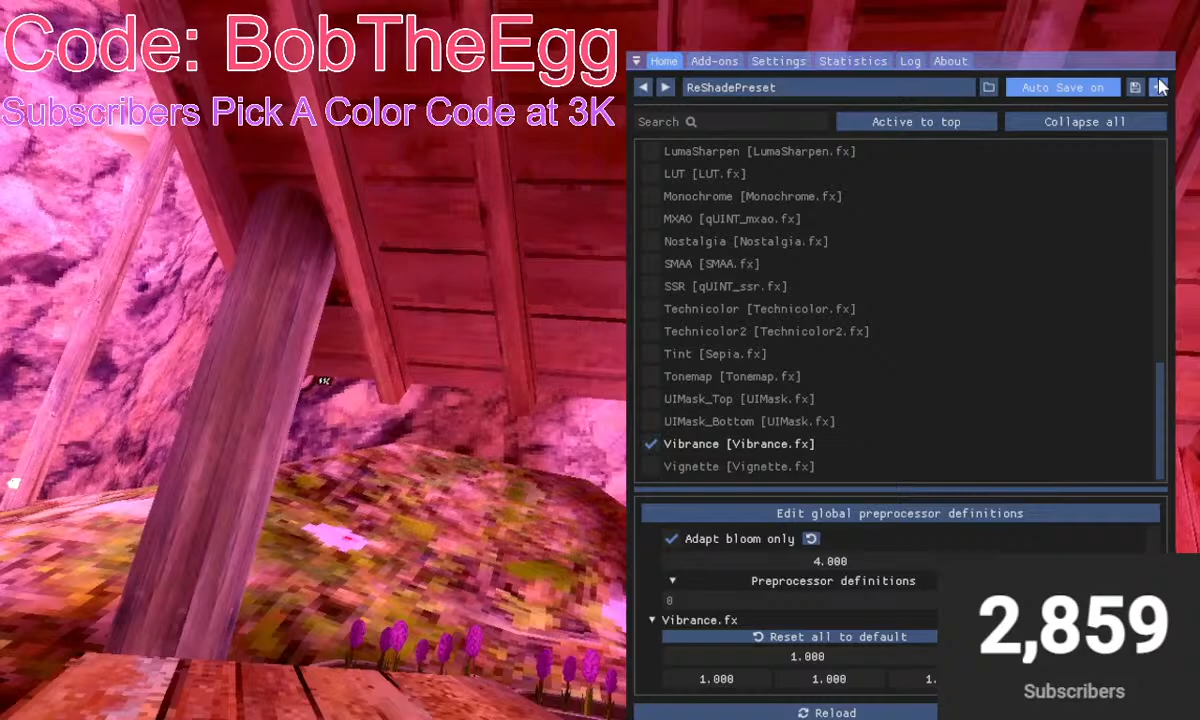 Code: BobTheEgg
Subscribers Pick A Color Code at 3K
Home Add-ons Settings Statistics Log About
ReShadePreset Auto Save on
Search Active to top Collapse all
LumaSharpen [LumaSharpen.fx]
LUT [LUT.fx]
Monochrome [Monochrome.fx]
MXAO [qUINT_mxao.fx]
Nostalgia [Nostalgia.fx]
SMAA [SMAA.fx]
SSR [qUINT_ssr.fx]
Technicolor [Technicolor.fx]
Technicolor2 [Technicolor2.fx]
Tint [Sepia.fx]
Tonemap [Tonemap.fx]
UIMask_Top [UIMask.fx]
UIMask_Bottom [UIMask.fx]
Vibrance [Vibrance.fx]
Vignette [Vignette.fx]
Edit global preprocessor definitions
Adapt bloom only
4.000
Preprocessor definitions
0
Vibrance.fx
Reset all to default
1.000
1.000 1.000 1.
Reload
2,859
Subscribers